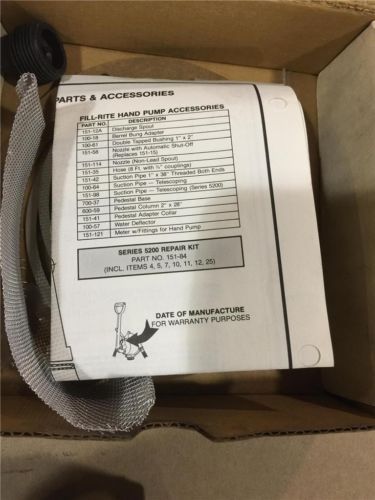 PARTS & ACCESSORIES
FILL-RITE HAND PUMP ACCESSORIES
PART NO. DESCRIPTION
151-12A Discharge Spout
100-18 Barrel Bung Adapter
100-61 Double Tapped Bushing 1" x 2"
151-56 Nozzle with Automatic Shut-Off
(Replaces 151-15)
151-114 Nozzle (Non-Lead Spout)
151-35 Hose (8 Ft. with ¾" couplings)
151-42 Suction Pipe 1" x 38" Threaded Both Ends
100-64 Suction Pipe — Telescoping
151-98 Suction Pipe — Telescoping (Series 5200)
700-37 Pedestal Base
600-59 Pedestal Column 2" x 28"
151-41 Pedestal Adapter Collar
100-57 Water Deflector
151-121 Meter w/Fittings for Hand Pump
SERIES 5200 REPAIR KIT
PART NO. 151-84
(INCL. ITEMS 4, 5, 7, 10, 11, 12, 25)
DATE OF MANUFACTURE
FOR WARRANTY PURPOSES